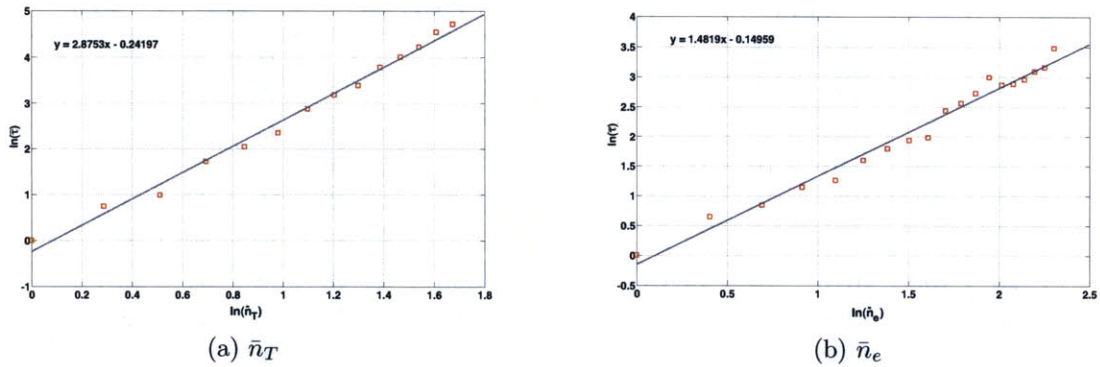 5
y = 2.8753x - 0.24197
4
3
2
1
0
-1
ln(τ̄)
0 0.2 0.4 0.6 0.8 1 1.2 1.4 1.6 1.8
ln(n̂_T)
(a) n̄_T
4
y = 1.4819x - 0.14959
3.5
3
2.5
2
1.5
1
0.5
0
-0.5
ln(τ)
0 0.5 1 1.5 2 2.5
ln(n̂_e)
(b) n̄_e